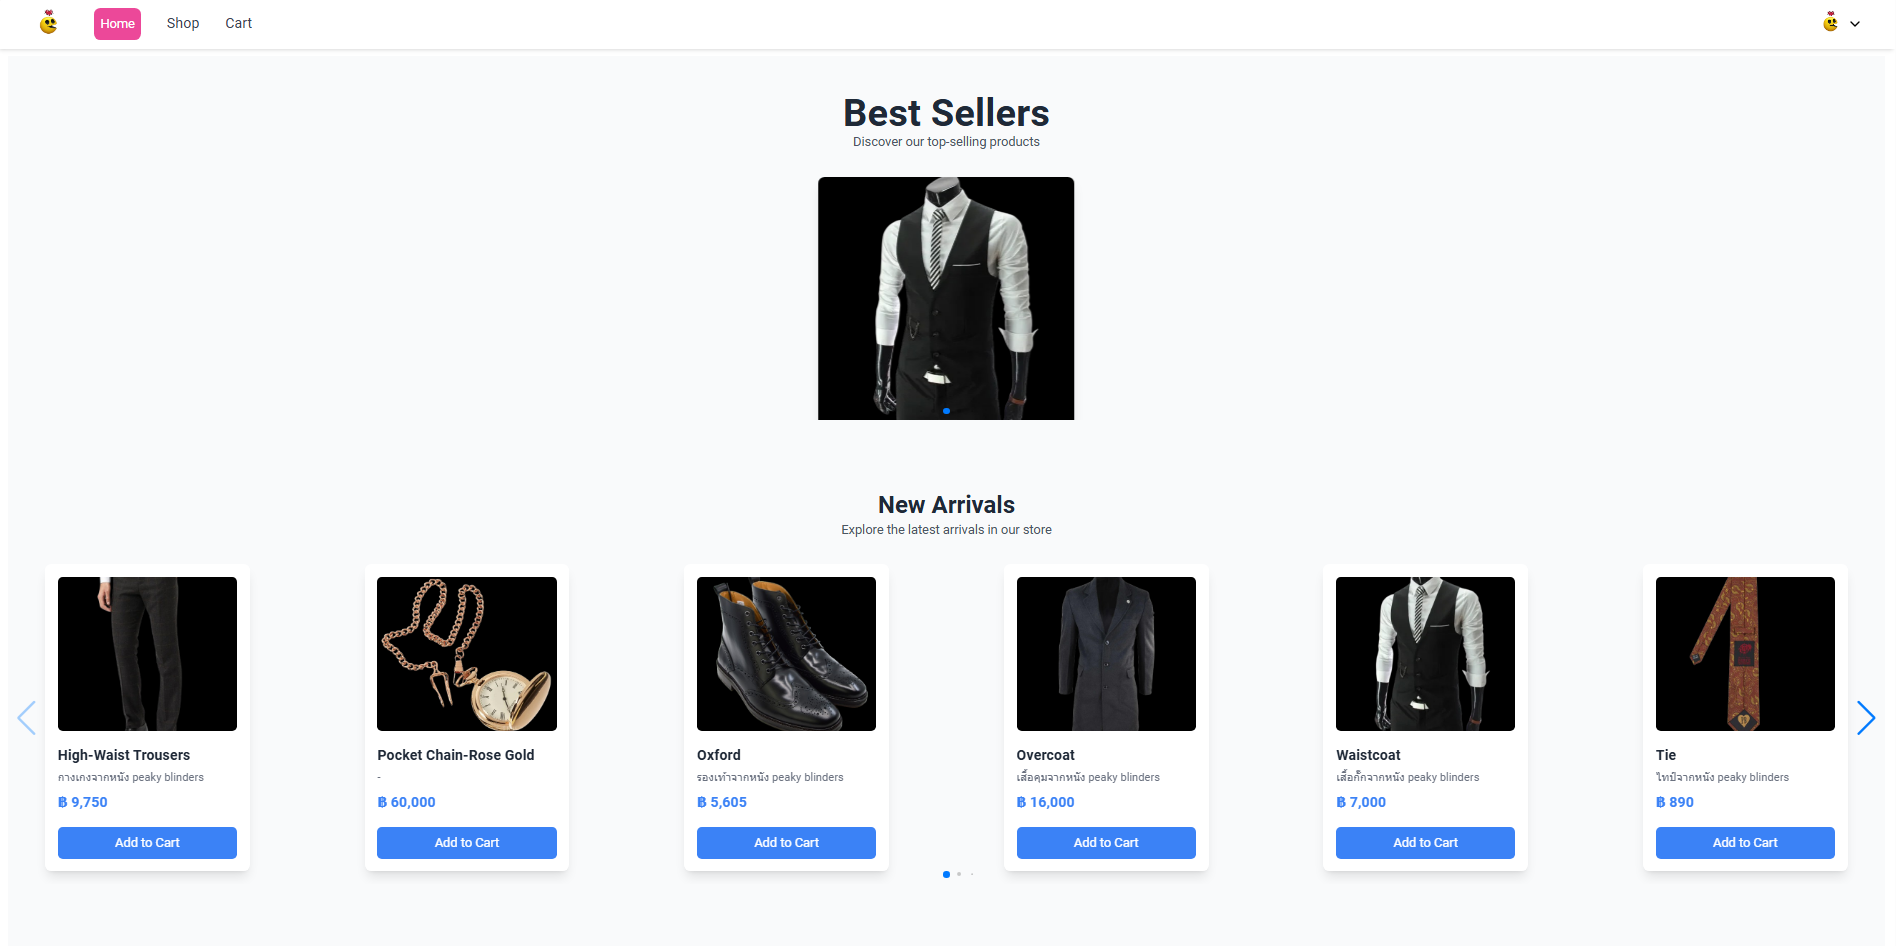 Home
Shop
Cart
Best Sellers
Discover our top-selling products
New Arrivals
Explore the latest arrivals in our store
High-Waist Trousers
กางเกงจากหนัง peaky blinders
฿ 9,750
Add to Cart
Pocket Chain-Rose Gold
-
฿ 60,000
Add to Cart
Oxford
รองเท้าจากหนัง peaky blinders
฿ 5,605
Add to Cart
Overcoat
เสื้อคุมจากหนัง peaky blinders
฿ 16,000
Add to Cart
Waistcoat
เสื้อกั๊กจากหนัง peaky blinders
฿ 7,000
Add to Cart
Tie
ไทป์จากหนัง peaky blinders
฿ 890
Add to Cart